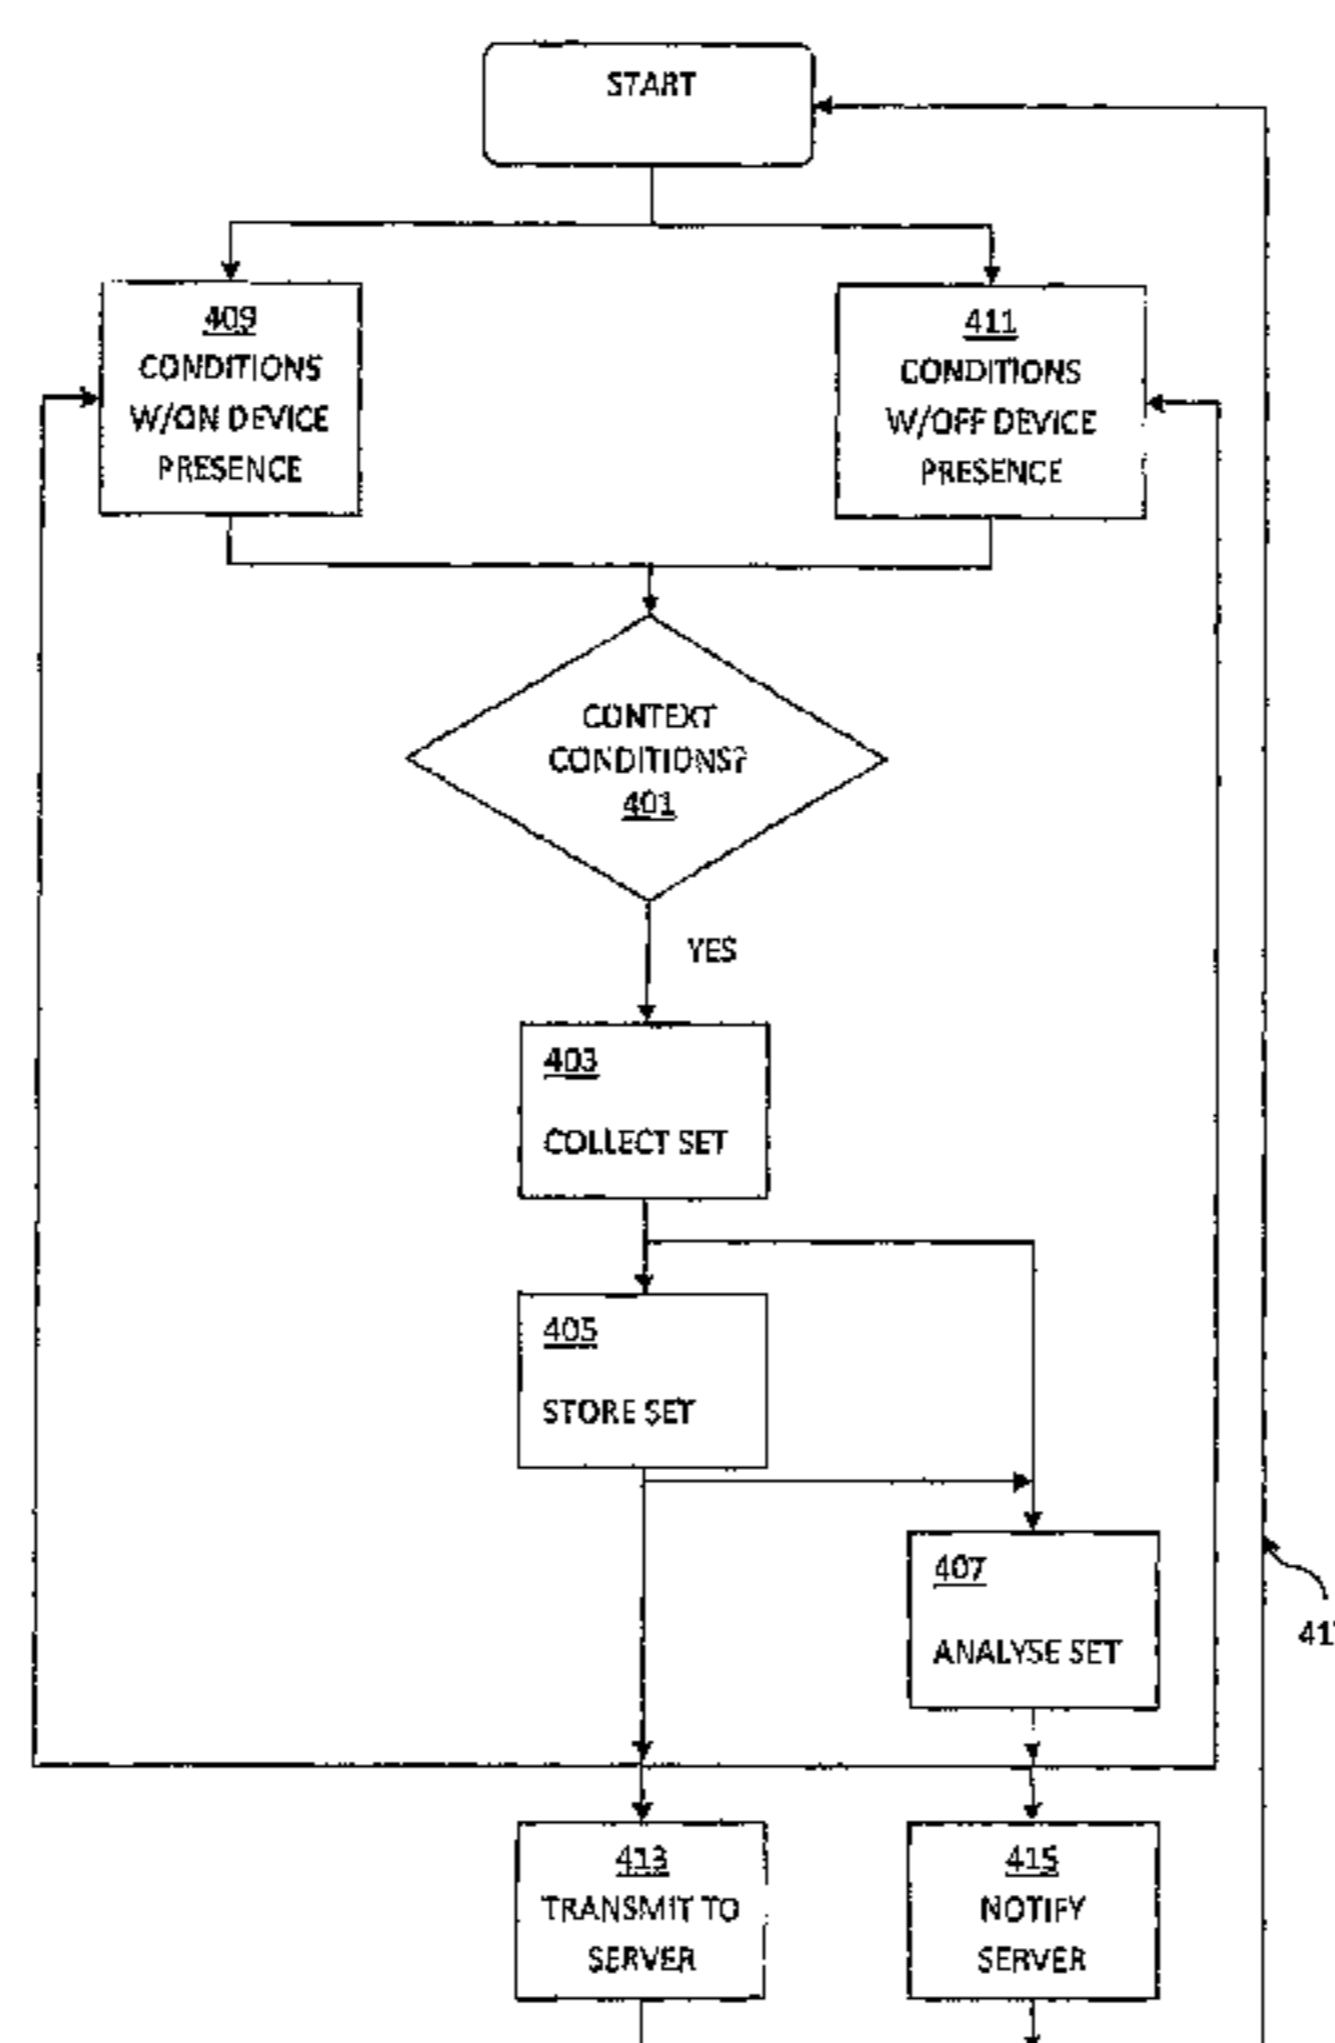 START
409
CONDITIONS
W/ON DEVICE
PRESENCE
411
CONDITIONS
W/OFF DEVICE
PRESENCE
CONTEXT
CONDITIONS?
401
YES
403
COLLECT SET
405
STORE SET
407
ANALYSE SET
413
TRANSMIT TO
SERVER
415
NOTIFY
SERVER